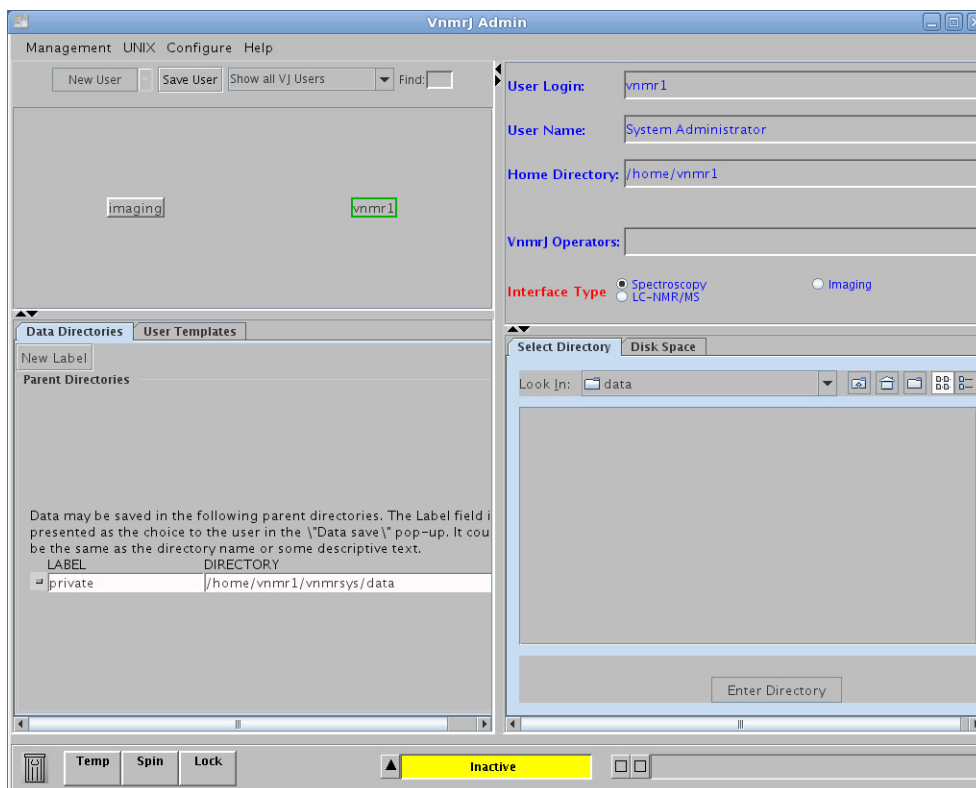 VnmrJ Admin
Management UNIX Configure Help
New User Save User Show all VJ Users Find:
imaging vnmr1
User Login: vnmr1
User Name: System Administrator
Home Directory: /home/vnmr1
VnmrJ Operators:
Interface Type Spectroscopy Imaging
LC-NMR/MS
Data Directories User Templates
New Label
Parent Directories
Data may be saved in the following parent directories. The Label field i
presented as the choice to the user in the \"Data save\" pop-up. It cou
be the same as the directory name or some descriptive text.
LABEL DIRECTORY
private /home/vnmr1/vnmrsys/data
Select Directory Disk Space
Look In: data
Enter Directory
Temp Spin Lock Inactive